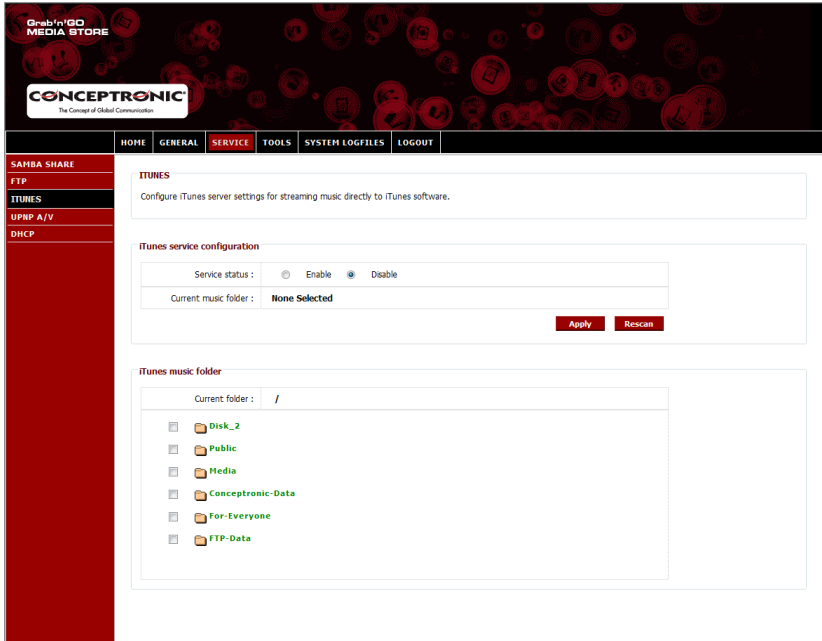 Grab'n'GO
MEDIA STORE
CONCEPTRONIC
The Concept of Global Communication
HOME GENERAL SERVICE TOOLS SYSTEM LOGFILES LOGOUT
SAMBA SHARE
FTP
ITUNES
UPNP A/V
DHCP
ITUNES
Configure iTunes server settings for streaming music directly to iTunes software.
iTunes service configuration
Service status : Enable Disable
Current music folder : None Selected
Apply Rescan
iTunes music folder
Current folder : /
Disk_2
Public
Media
Conceptronic-Data
For-Everyone
FTP-Data